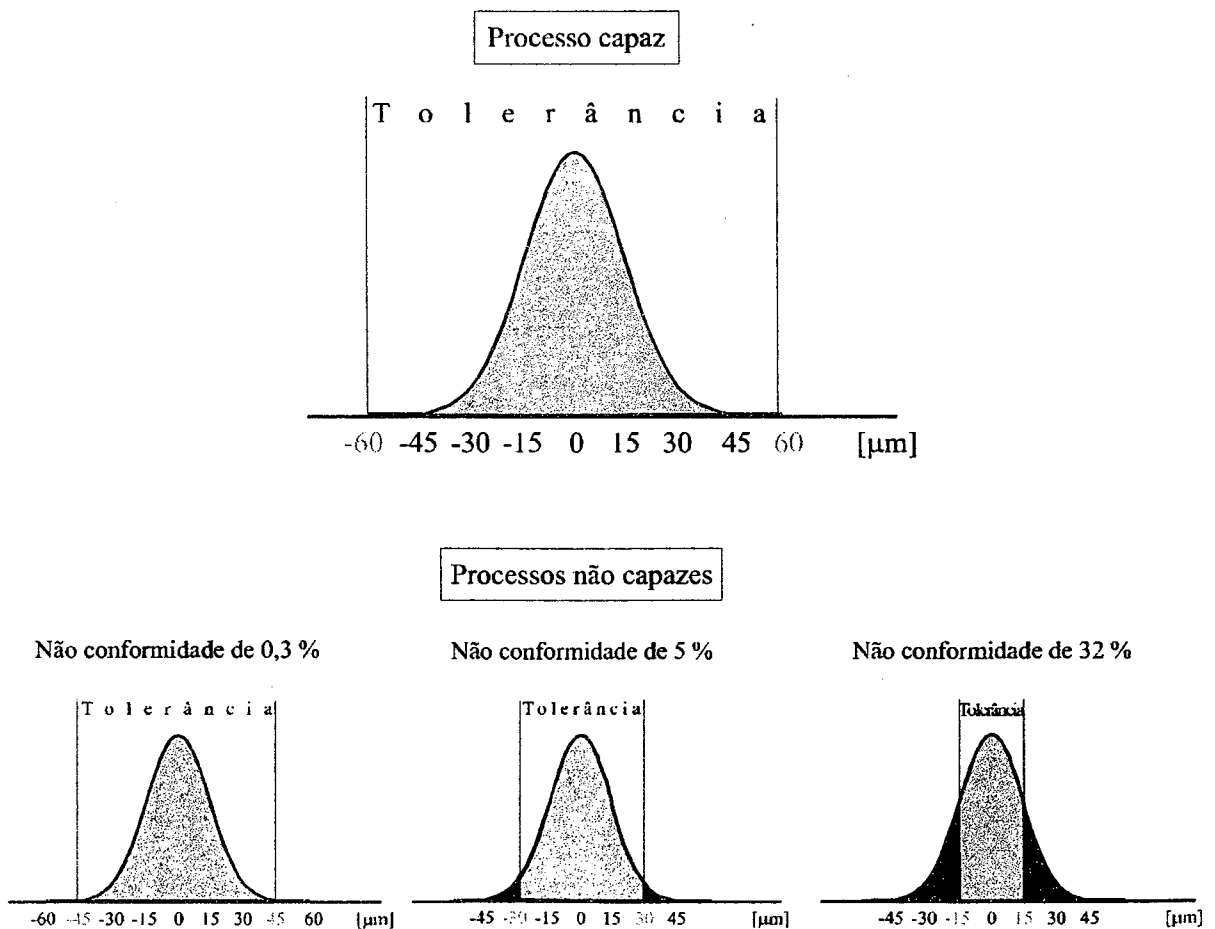 Processo capaz
T o l e r â n c i a
-60 -45 -30 -15 0 15 30 45 60 [µm]
Processos não capazes
Não conformidade de 0,3 %
T o l e r â n c i a
-60 -45 -30 -15 0 15 30 45 60 [µm]
Não conformidade de 5 %
Tolerância
-45 -30 -15 0 15 30 45 [µm]
Não conformidade de 32 %
Tolerância
-45 -30 -15 0 15 30 45 [µm]